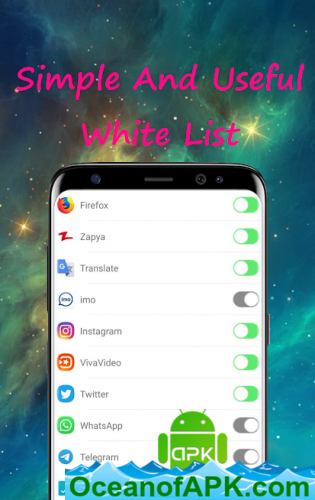 Simple And Useful
White List
Firefox
Zapya
Translate
imo
imo
Instagram
VivaVideo
Twitter
WhatsApp
Telegram
APK
OceanofAPK.com